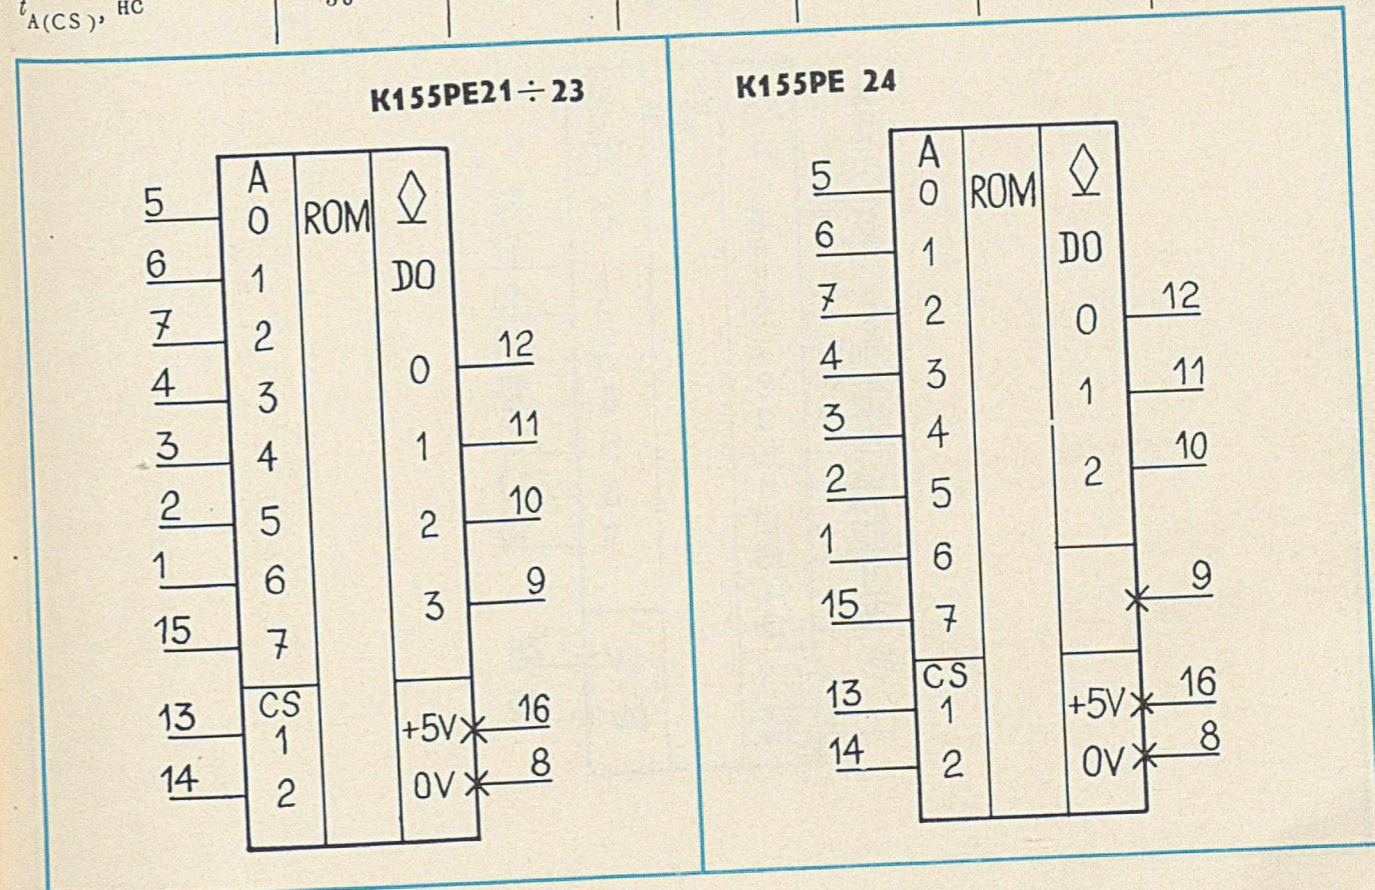 t A(CS), НС
К155РЕ21÷23
А
5 0 ROM
6 1 DO
7 2
4 3 0 12
3 4 1 11
2 5 2 10
1 6 3 9
15 7
CS
13 1 +5V 16
14 2 0V 8
К155РЕ 24
А
5 0 ROM
6 1 DO
7 2 0 12
4 3 1 11
3 4 2 10
2 5
1 6 9
15 7
CS
13 1 +5V 16
14 2 0V 8